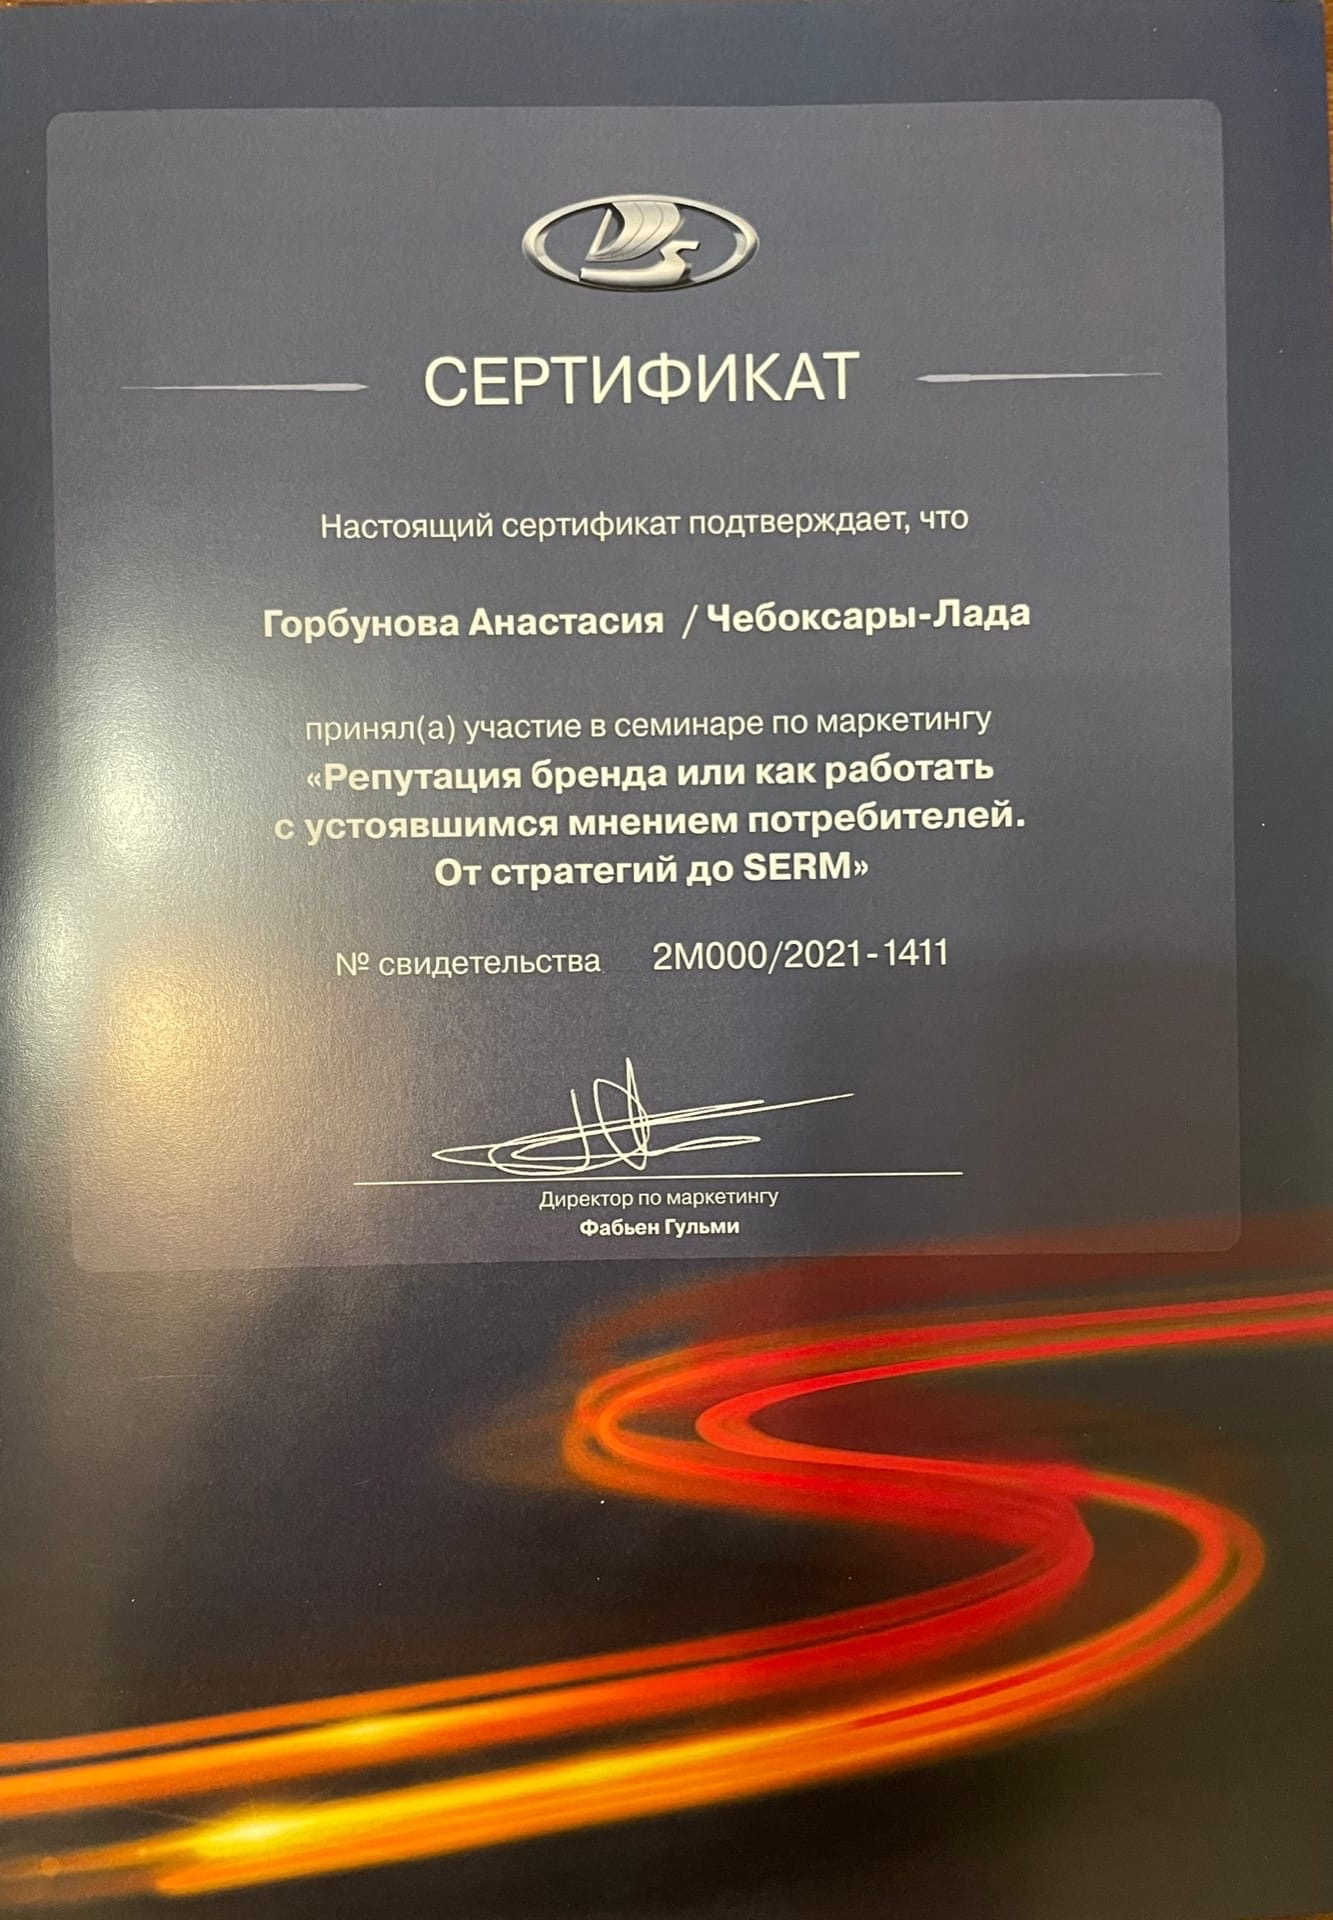 СЕРТИФИКАТ
Настоящий сертификат подтверждает, что
Горбунова Анастасия / Чебоксары-Лада
принял(а) участие в семинаре по маркетингу
«Репутация бренда или как работать
с устоявшимся мнением потребителей.
От стратегий до SERM»
№ свидетельства 2М000/2021-1411
Директор по маркетингу
Фабьен Гульми